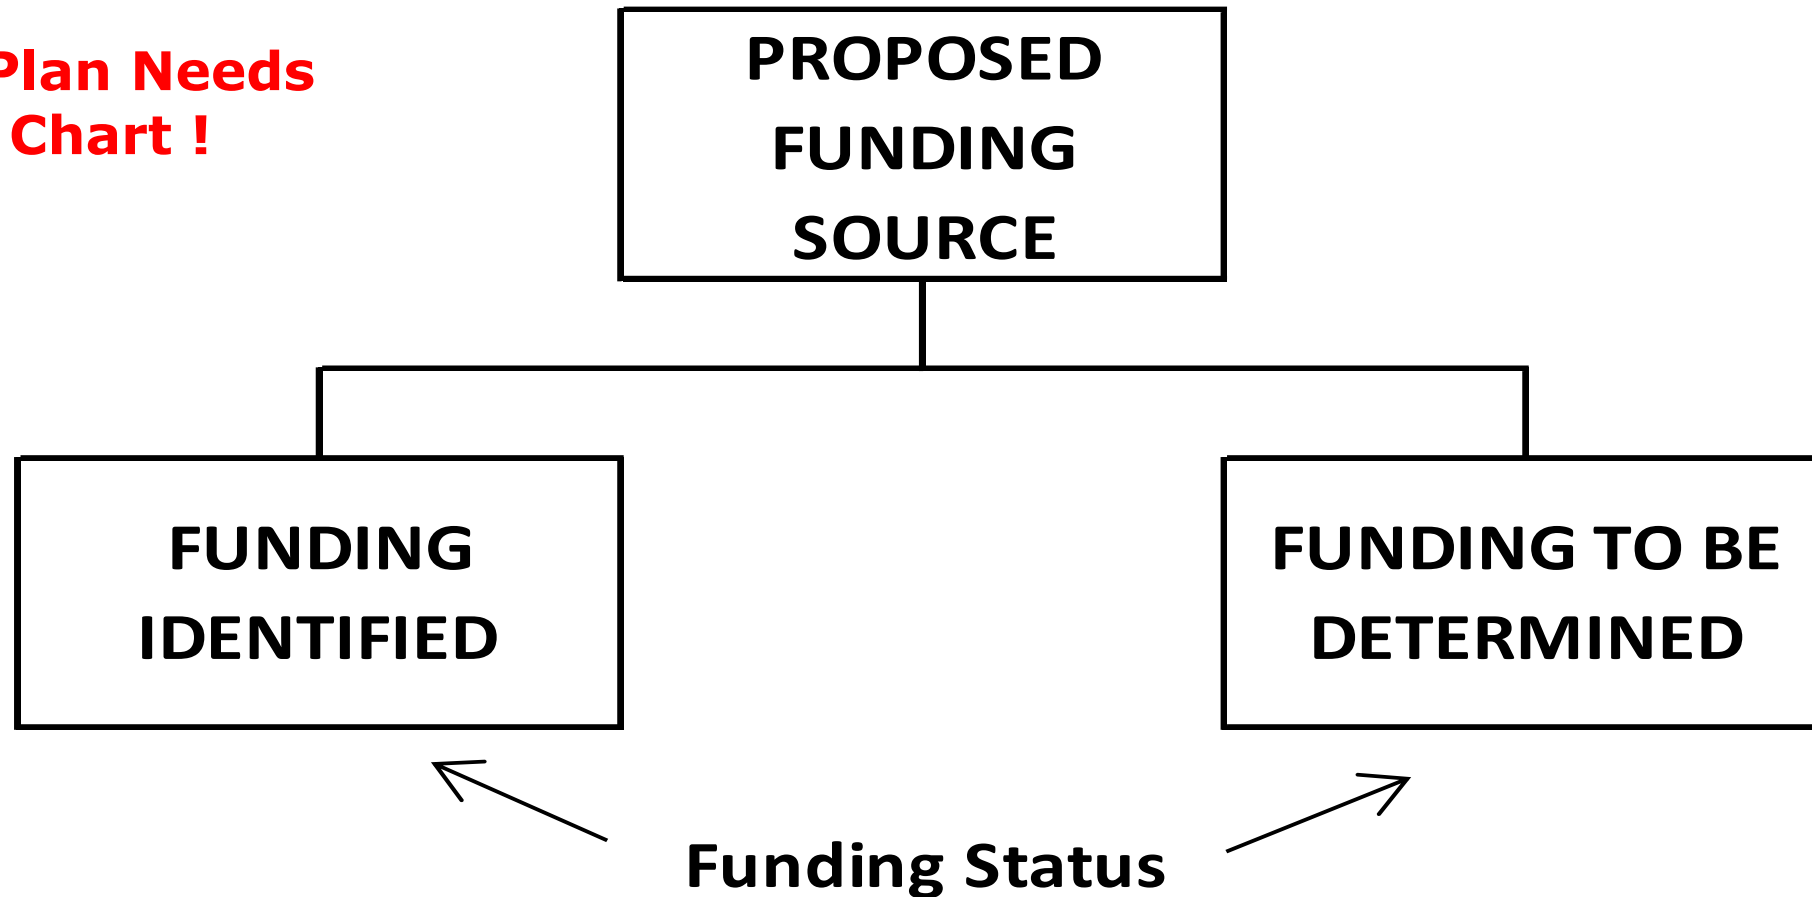 Plan Needs
Chart !
PROPOSED
FUNDING
SOURCE
FUNDING
IDENTIFIED
FUNDING TO BE
DETERMINED
Funding Status